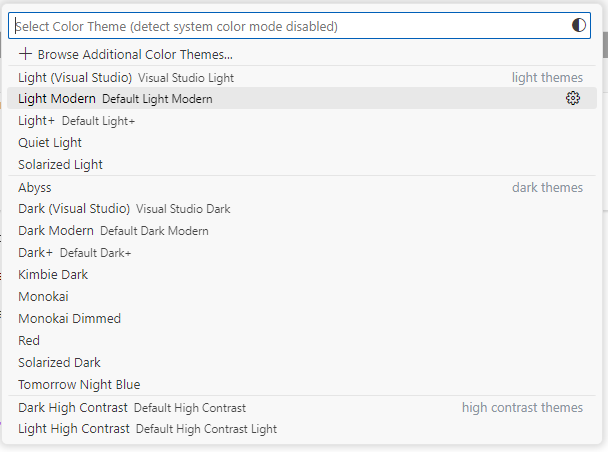 Select Color Theme (detect system color mode disabled)
+ Browse Additional Color Themes...
Light (Visual Studio) Visual Studio Light light themes
Light Modern Default Light Modern
Light+ Default Light+
Quiet Light
Solarized Light
Abyss dark themes
Dark (Visual Studio) Visual Studio Dark
Dark Modern Default Dark Modern
Dark+ Default Dark+
Kimbie Dark
Monokai
Monokai Dimmed
Red
Solarized Dark
Tomorrow Night Blue
Dark High Contrast Default High Contrast high contrast themes
Light High Contrast Default High Contrast Light